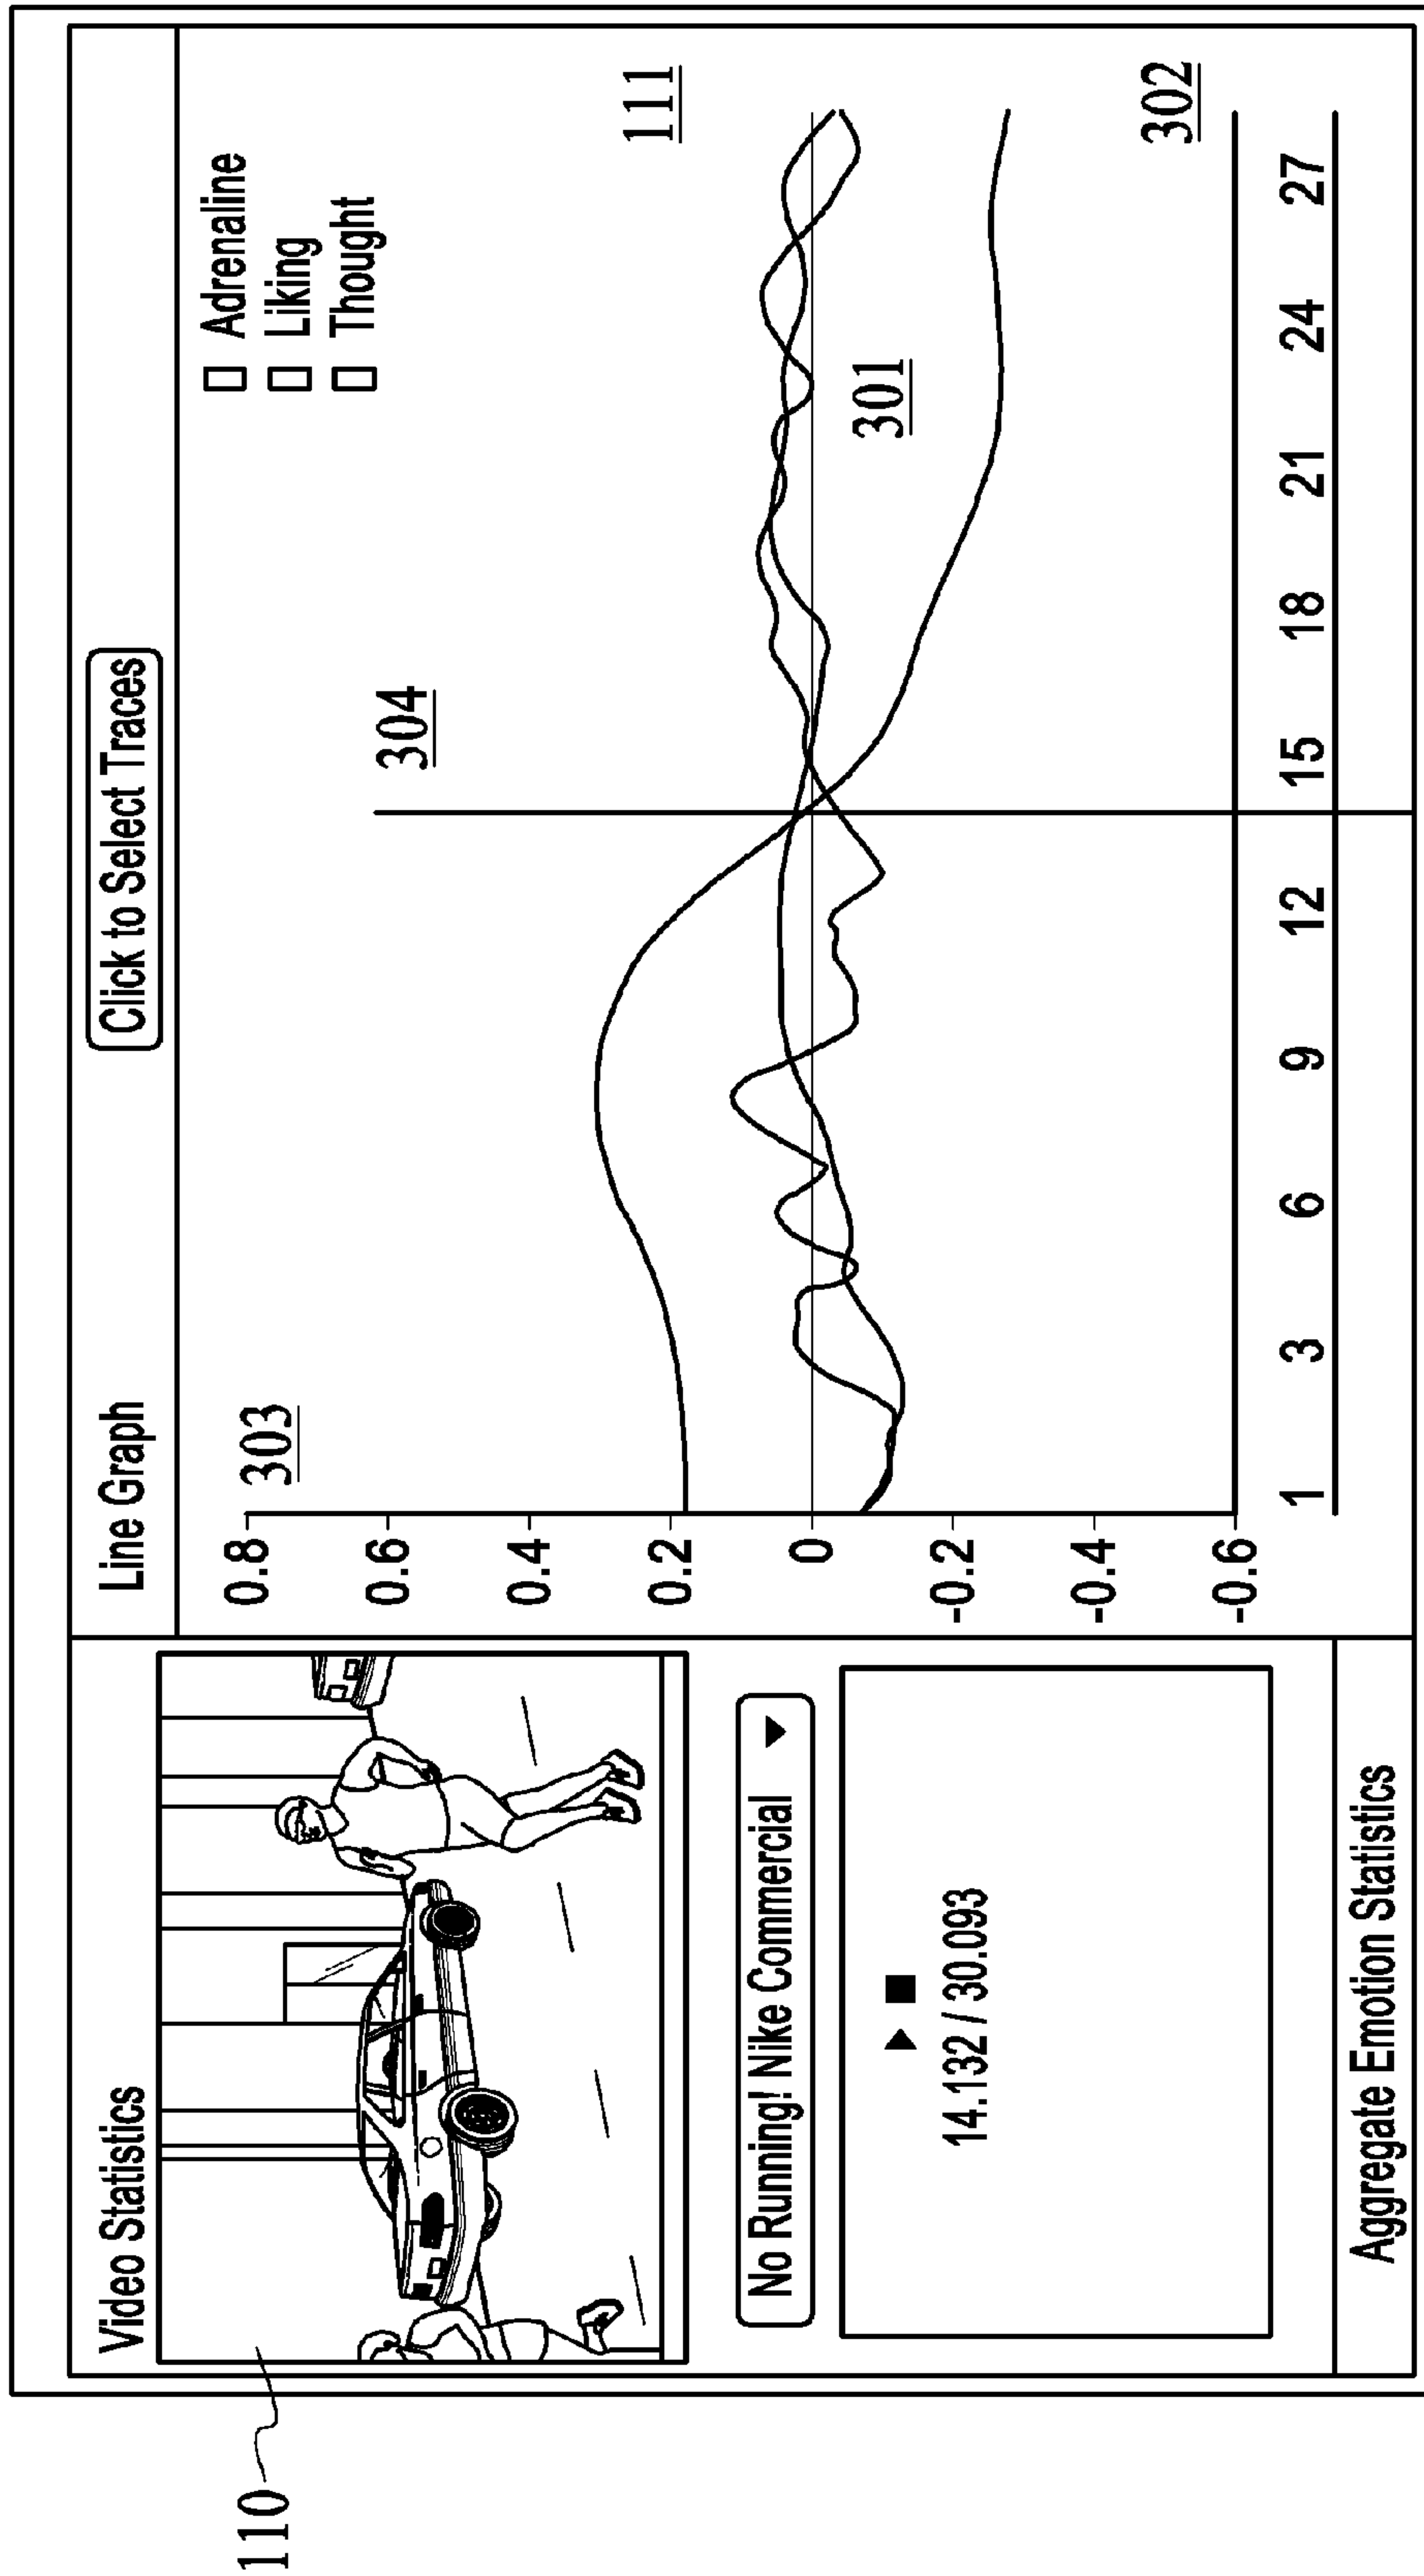 110
Video Statistics
No Running! Nike Commercial
14.132 / 30.093
Line Graph
Click to Select Traces
Adrenaline
Liking
Thought
303
304
111
301
302
0.8
0.6
0.4
0.2
0
-0.2
-0.4
-0.6
1 3 6 9 12 15 18 21 24 27
Aggregate Emotion Statistics